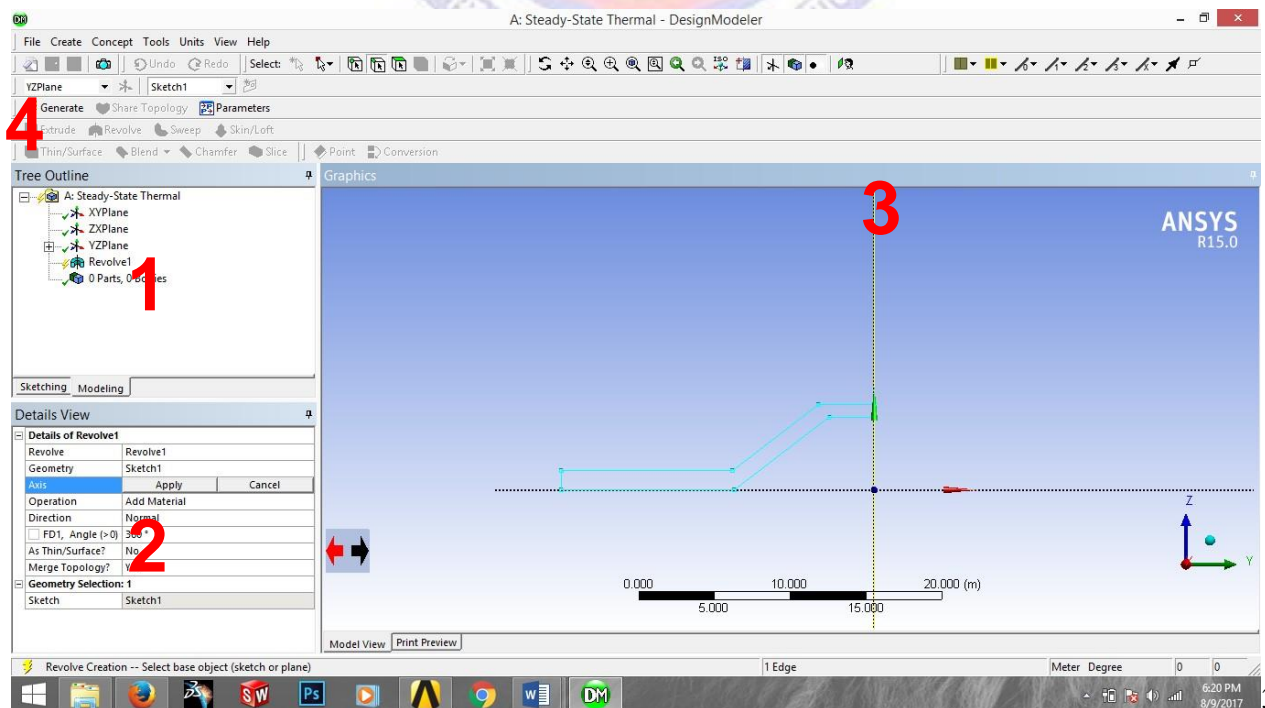 A: Steady-State Thermal - DesignModeler
File Create Concept Tools Units View Help
Undo Redo Select:
YZPlane Sketch1
Generate Share Topology Parameters
Extrude Revolve Sweep Skin/Loft
4
Thin/Surface Blend Chamfer Slice Point Conversion
Tree Outline
A: Steady-State Thermal
XYPlane
ZXPlane
YZPlane
Revolve1
0 Parts, 0 Bodies
1
Sketching Modeling
Details View
Details of Revolve1
Revolve Revolve1
Geometry Sketch1
Axis Apply Cancel
Operation Add Material
Direction Normal
FD1, Angle (>0) 360 °
As Thin/Surface? No
Merge Topology?
2
Geometry Selection: 1
Sketch Sketch1
Graphics
3
ANSYS
R15.0
Z
Y
0.000 10.000 20.000 (m)
5.000 15.000
Model View Print Preview
Revolve Creation -- Select base object (sketch or plane) 1 Edge Meter Degree 0 0
DS SW Ps W DM
6:20 PM
8/9/2017